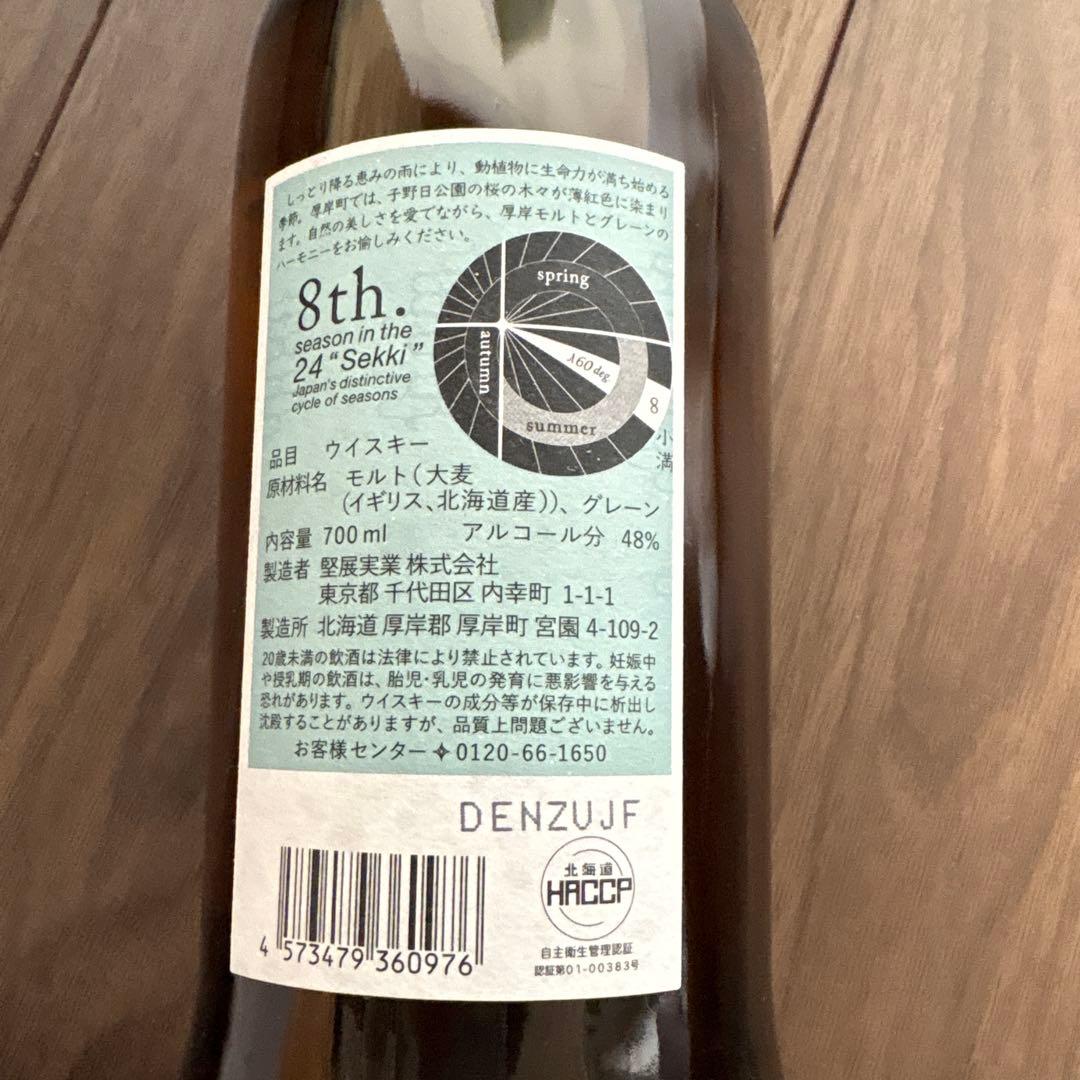 しっとり降る恵みの雨により、動植物に生命力が満ち始める
季節。厚岸町では、子野日公園の桜の木々が薄紅色に染まり
ます。自然の美しさを愛でながら、厚岸モルトとグレーンの
ハーモニーをお愉しみください。
8th.
season in the
24 “Sekki”
Japan's distinctive
cycle of seasons
spring
autumn
λ60 deg
8
summer
小満
品目 ウイスキー
原材料名 モルト(大麦
(イギリス、北海道産))、グレーン
内容量 700 ml アルコール分 48%
製造者 堅展実業 株式会社
東京都 千代田区 内幸町 1-1-1
製造所 北海道 厚岸郡 厚岸町 宮園 4-109-2
20歳未満の飲酒は法律により禁止されています。妊娠中
や授乳期の飲酒は、胎児・乳児の発育に悪影響を与える
恐れがあります。ウイスキーの成分等が保存中に析出し
沈殿することがありますが、品質上問題ございません。
お客様センター✦0120-66-1650
DENZUJF
北海道
HACCP
自主衛生管理認証
認証第01-00383号
4 573479 360976